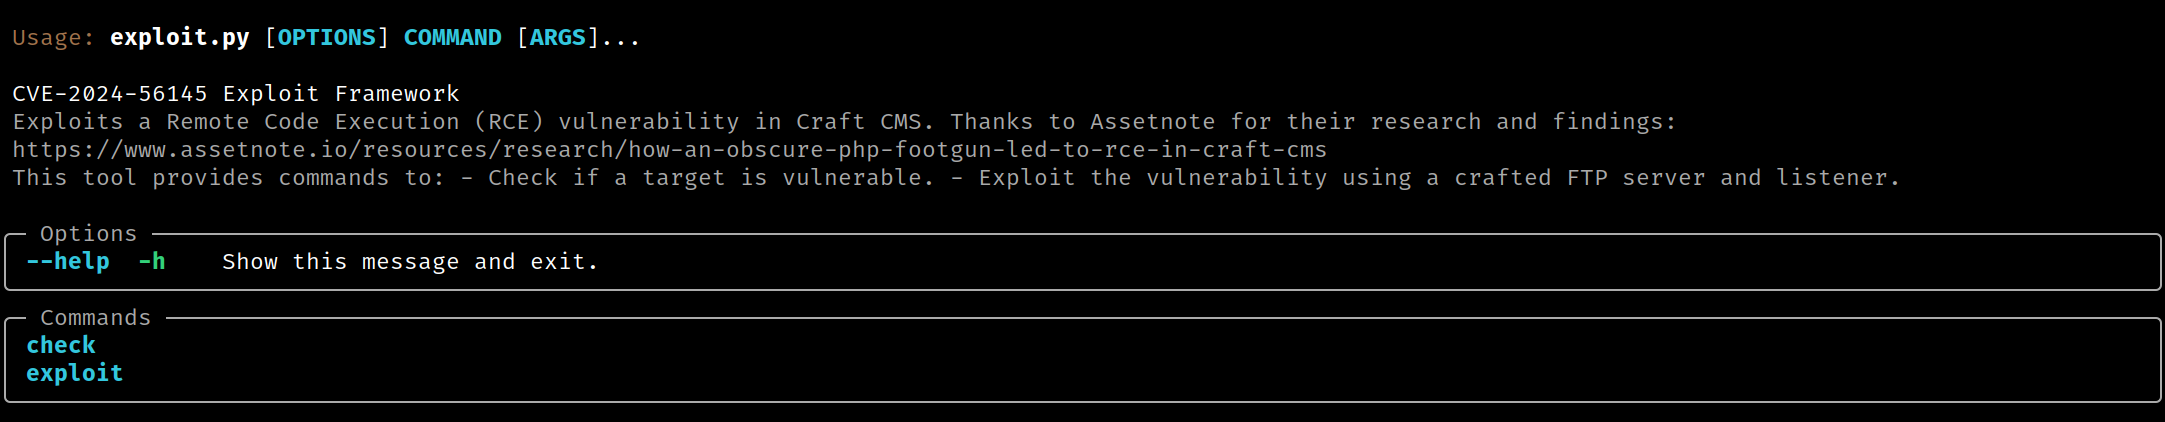 Usage: exploit.py [OPTIONS] COMMAND [ARGS]...
CVE-2024-56145 Exploit Framework
Exploits a Remote Code Execution (RCE) vulnerability in Craft CMS. Thanks to Assetnote for their research and findings:
https://www.assetnote.io/resources/research/how-an-obscure-php-footgun-led-to-rce-in-craft-cms
This tool provides commands to: - Check if a target is vulnerable. - Exploit the vulnerability using a crafted FTP server and listener.
Options
--help -h Show this message and exit.
Commands
check
exploit